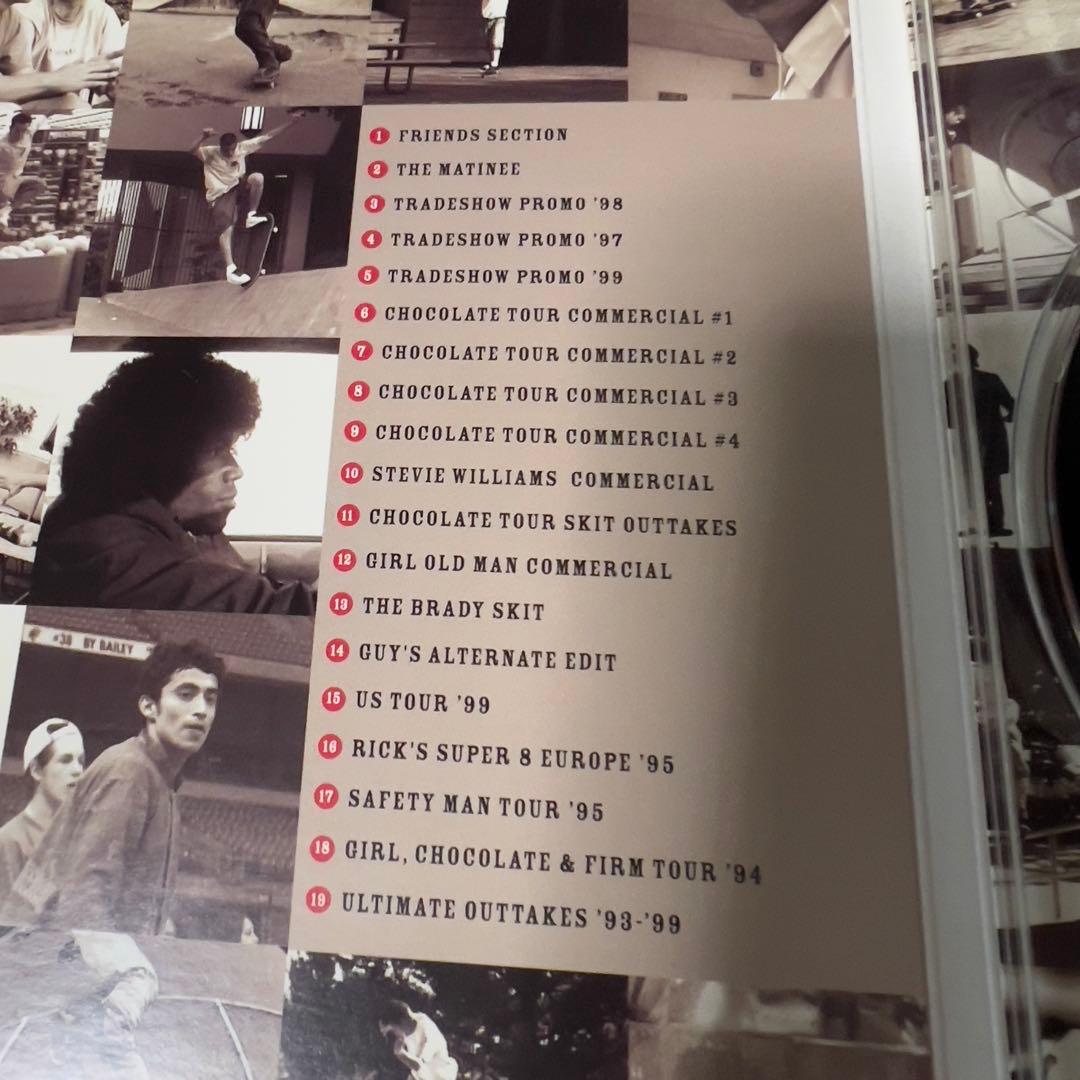 1 FRIENDS SECTION
2 THE MATINEE
3 TRADESHOW PROMO '98
4 TRADESHOW PROMO '97
5 TRADESHOW PROMO '99
6 CHOCOLATE TOUR COMMERCIAL #1
7 CHOCOLATE TOUR COMMERCIAL #2
8 CHOCOLATE TOUR COMMERCIAL #3
9 CHOCOLATE TOUR COMMERCIAL #4
10 STEVIE WILLIAMS COMMERCIAL
11 CHOCOLATE TOUR SKIT OUTTAKES
12 GIRL OLD MAN COMMERCIAL
13 THE BRADY SKIT
14 GUY'S ALTERNATE EDIT
15 US TOUR '99
16 RICK'S SUPER 8 EUROPE '95
17 SAFETY MAN TOUR '95
18 GIRL, CHOCOLATE & FIRM TOUR '94
19 ULTIMATE OUTTAKES '93-'99
#38 BY BAILEY